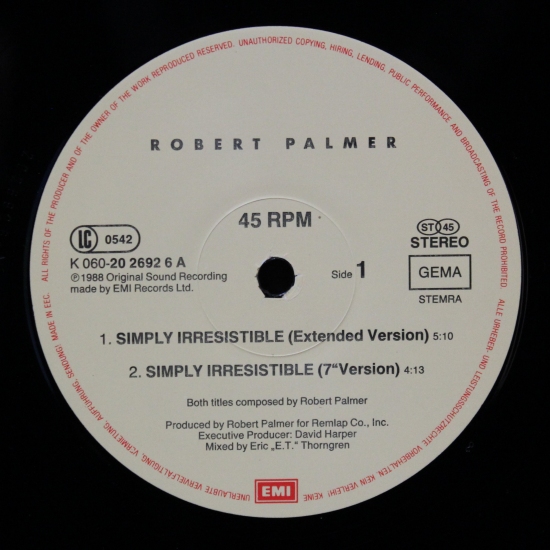 ALL RIGHTS OF THE PRODUCER AND OF THE OWNER OF THE WORK REPRODUCED RESERVED. UNAUTHORIZED COPYING, HIRING, LENDING, PUBLIC PERFORMANCE AND BROADCASTING OF THE RECORD PROHIBITED. ALLE URHEBER- UND LEISTUNGSSCHUTZRECHTE VORBEHALTEN. KEIN VERLEIH! KEINE UNERLAUBTE VERVIELFÄLTIGUNG, VERMIETUNG, AUFFÜHRUNG, SENDUNG! MADE IN EEC.
ROBERT PALMER
45 RPM
LC 0542
ST 45
STEREO
K 060-20 2692 6 A
℗ 1988 Original Sound Recording
made by EMI Records Ltd.
Side 1
GEMA
STEMRA
1. SIMPLY IRRESISTIBLE (Extended Version) 5:10
2. SIMPLY IRRESISTIBLE (7“Version) 4:13
Both titles composed by Robert Palmer
Produced by Robert Palmer for Remlap Co., Inc.
Executive Producer: David Harper
Mixed by Eric „E.T.“ Thorngren
EMI